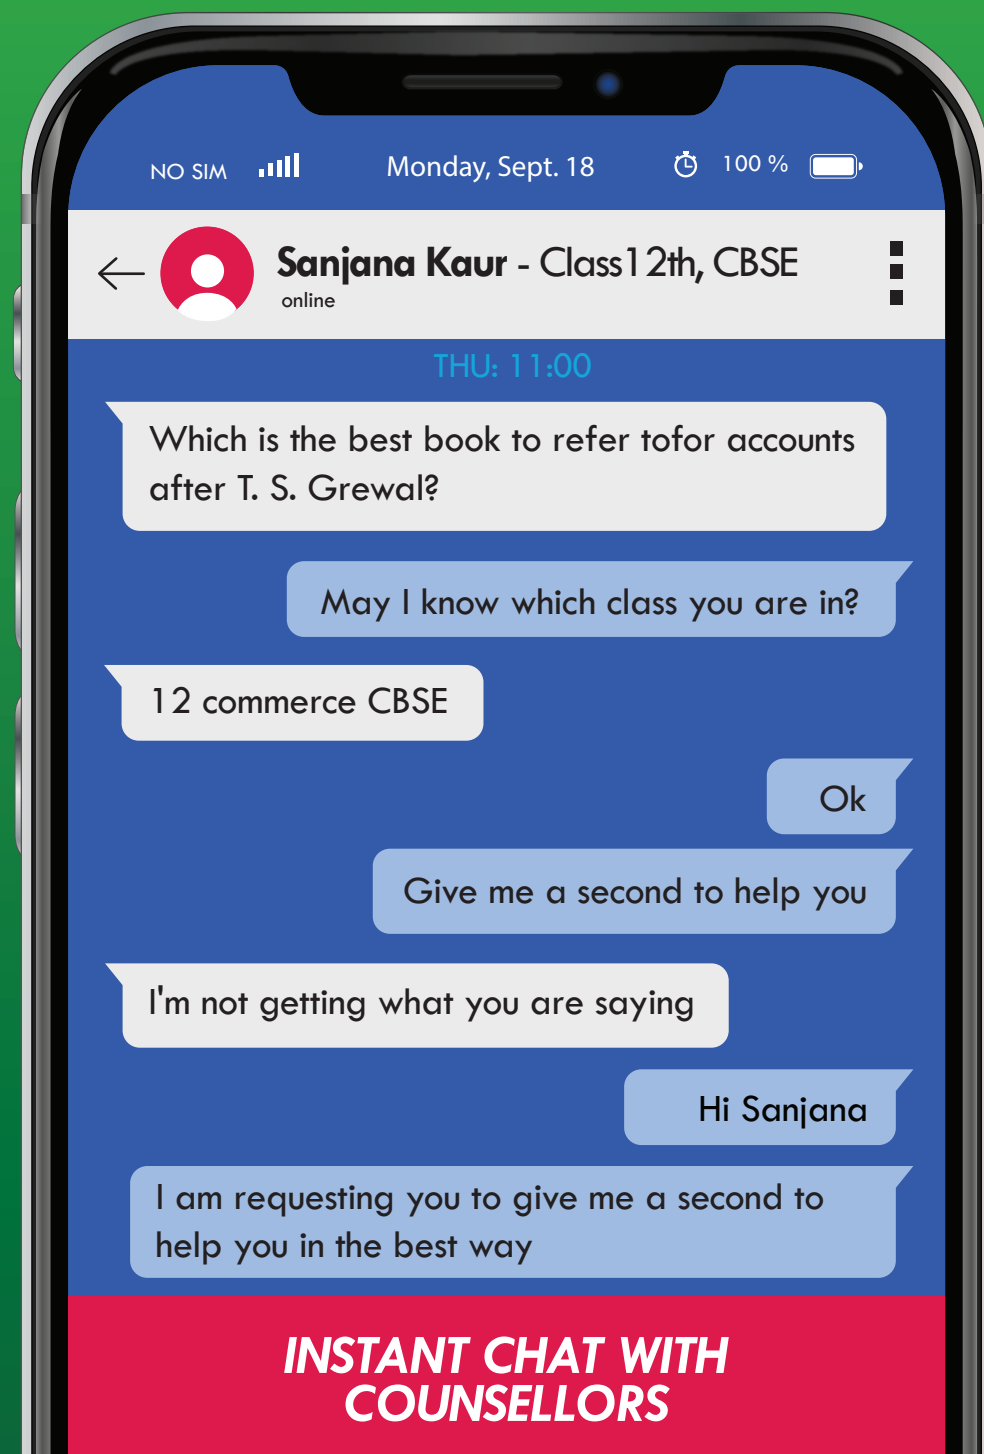 NO SIM Monday, Sept. 18 100 %
Sanjana Kaur - Class12th, CBSE
online
THU: 11:00
Which is the best book to refer tofor accounts
after T. S. Grewal?
May I know which class you are in?
12 commerce CBSE
Ok
Give me a second to help you
I'm not getting what you are saying
Hi Sanjana
I am requesting you to give me a second to
help you in the best way
INSTANT CHAT WITH
COUNSELLORS